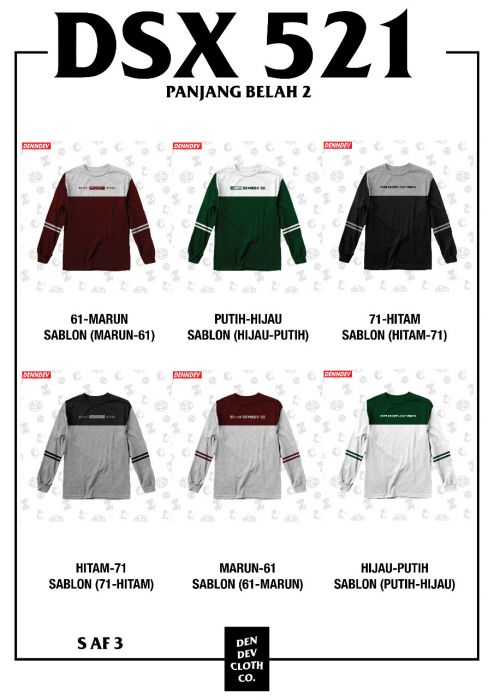 DSX 521
PANJANG BELAH 2
DENNDEV
DENNDEV
DENNDEV
61-MARUN
SABLON (MARUN-61)
PUTIH-HIJAU
SABLON (HIJAU-PUTIH)
71-HITAM
SABLON (HITAM-71)
DENNDEV
DENNDEV
DENNDEV
HITAM-71
SABLON (71-HITAM)
MARUN-61
SABLON (61-MARUN)
HIJAU-PUTIH
SABLON (PUTIH-HIJAU)
S AF 3
DEN
DEV
CLOTH
CO.